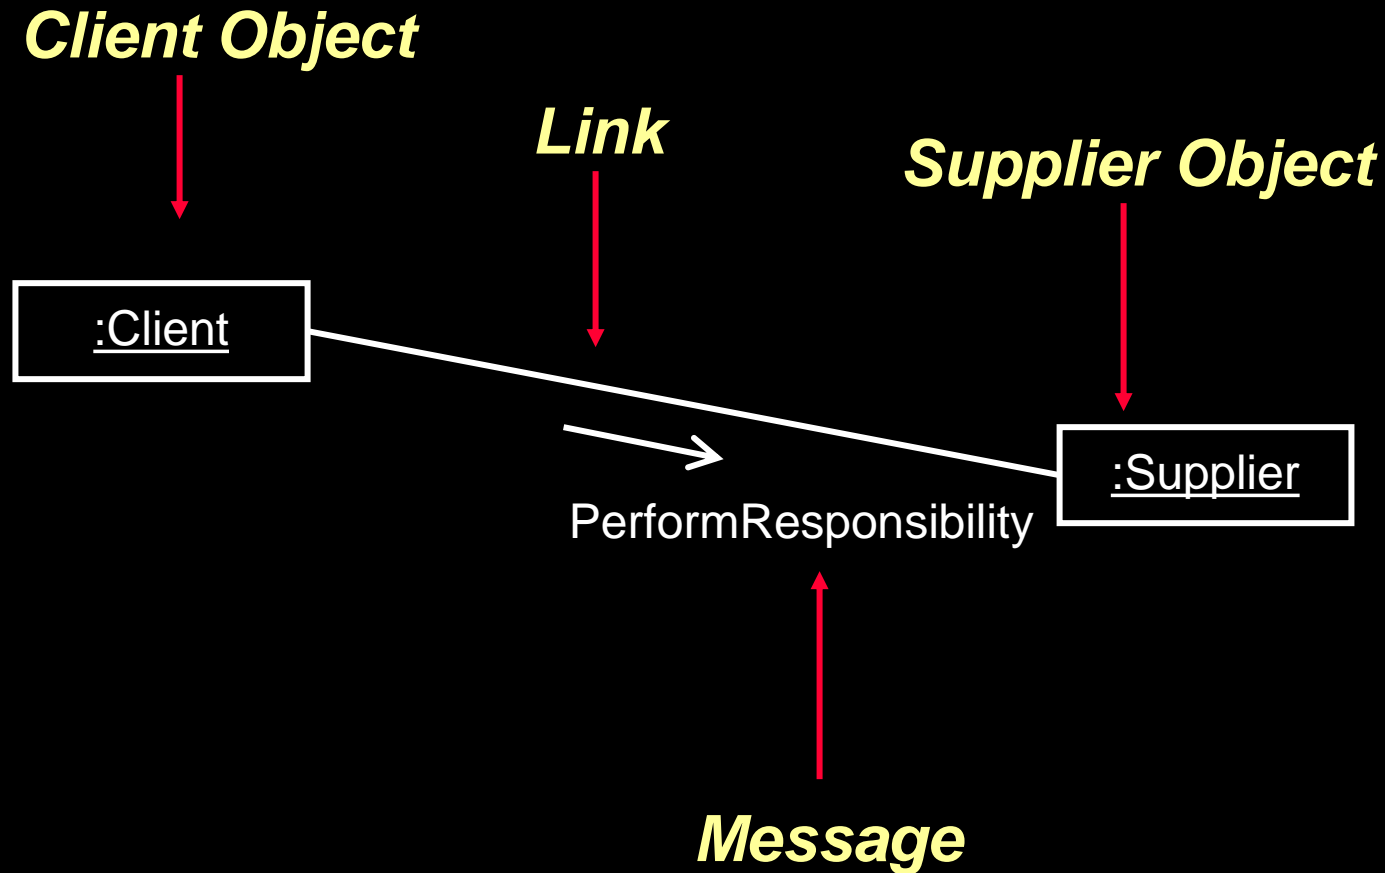 Client Object
Link
Supplier Object
:Client
:Supplier
PerformResponsibility
Message